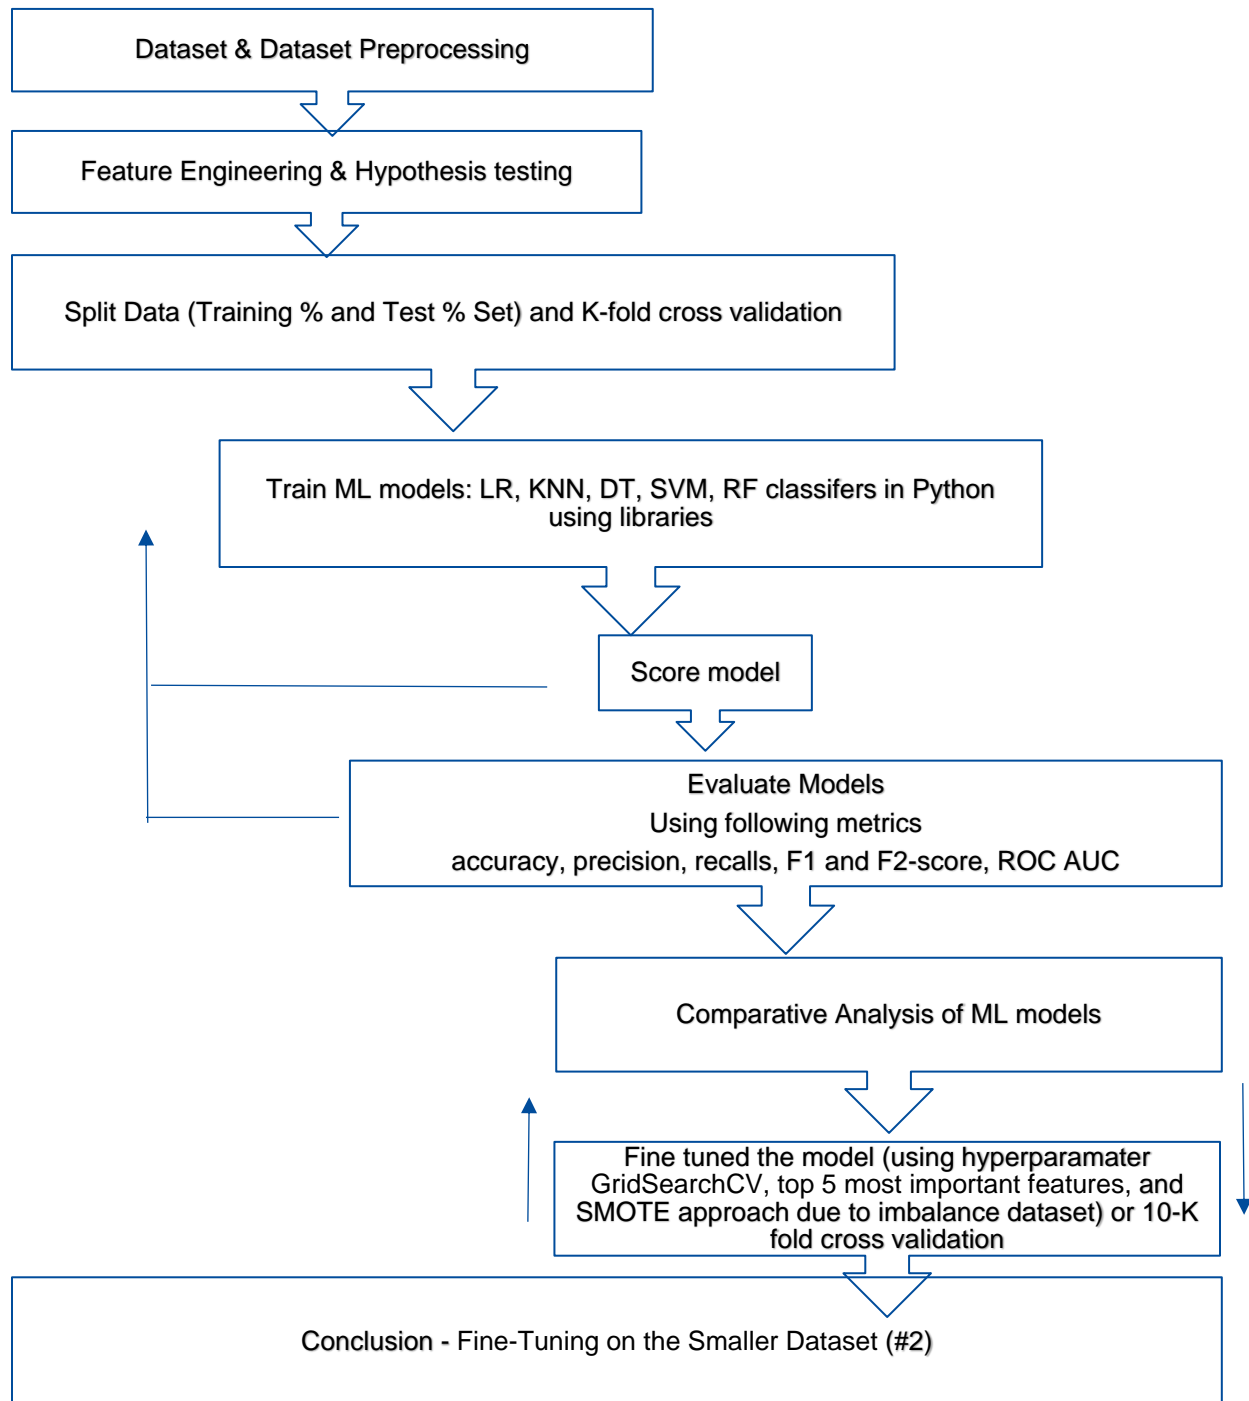 Dataset & Dataset Preprocessing
Feature Engineering & Hypothesis testing
Split Data (Training % and Test % Set) and K-fold cross validation
Train ML models: LR, KNN, DT, SVM, RF classifers in Python
using libraries
Score model
Evaluate Models
Using following metrics
accuracy, precision, recalls, F1 and F2-score, ROC AUC
Comparative Analysis of ML models
Fine tuned the model (using hyperparamater
GridSearchCV, top 5 most important features, and
SMOTE approach due to imbalance dataset) or 10-K
fold cross validation
Conclusion - Fine-Tuning on the Smaller Dataset (#2)